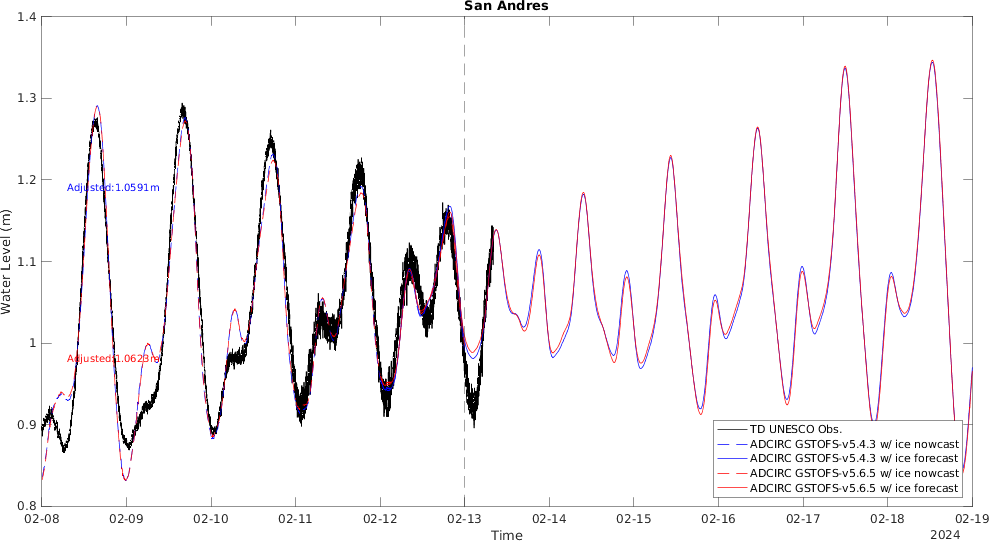 San Andres
Water Level (m)
1.4
1.3
1.2
1.1
1
0.9
0.8
Adjusted:1.0591m
Adjusted:1.0623m
TD UNESCO Obs.
ADCIRC GSTOFS-v5.4.3 w/ ice nowcast
ADCIRC GSTOFS-v5.4.3 w/ ice forecast
ADCIRC GSTOFS-v5.6.5 w/ ice nowcast
ADCIRC GSTOFS-v5.6.5 w/ ice forecast
02-08 02-09 02-10 02-11 02-12 02-13 02-14 02-15 02-16 02-17 02-18 02-19
Time
2024